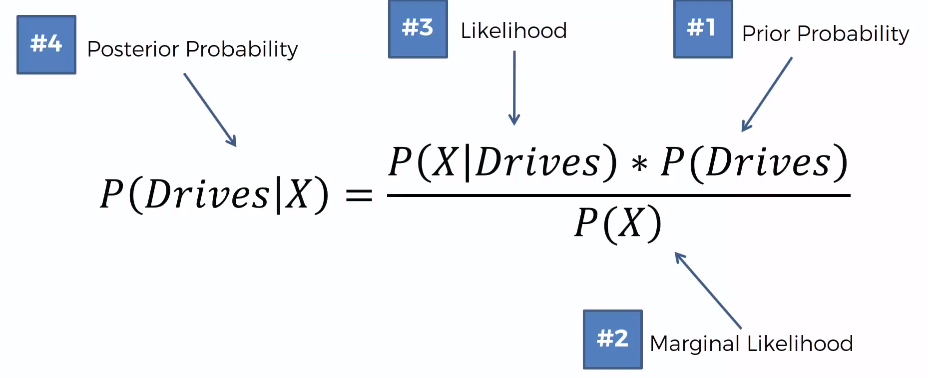 #4 Posterior Probability
#3 Likelihood
#1 Prior Probability
P(Drives|X) = P(X|Drives) * P(Drives)
P(X)
#2 Marginal Likelihood